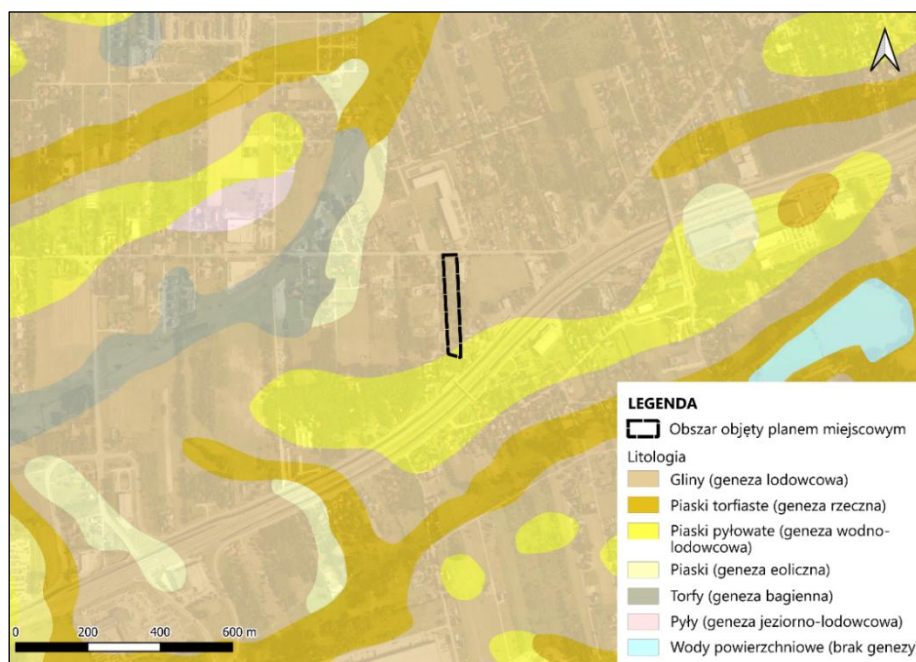 LEGENDA
Obszar objęty planem miejscowym
Litologia
Gliny (geneza lodowcowa)
Piaski torfiaste (geneza rzeczna)
Piaski pyłowate (geneza wodno-
lodowcowa)
Piaski (geneza eoliczna)
Torfy (geneza bagienna)
Pyły (geneza jeziorno-lodowcowa)
Wody powierzchniowe (brak genezy
0 200 400 600 m